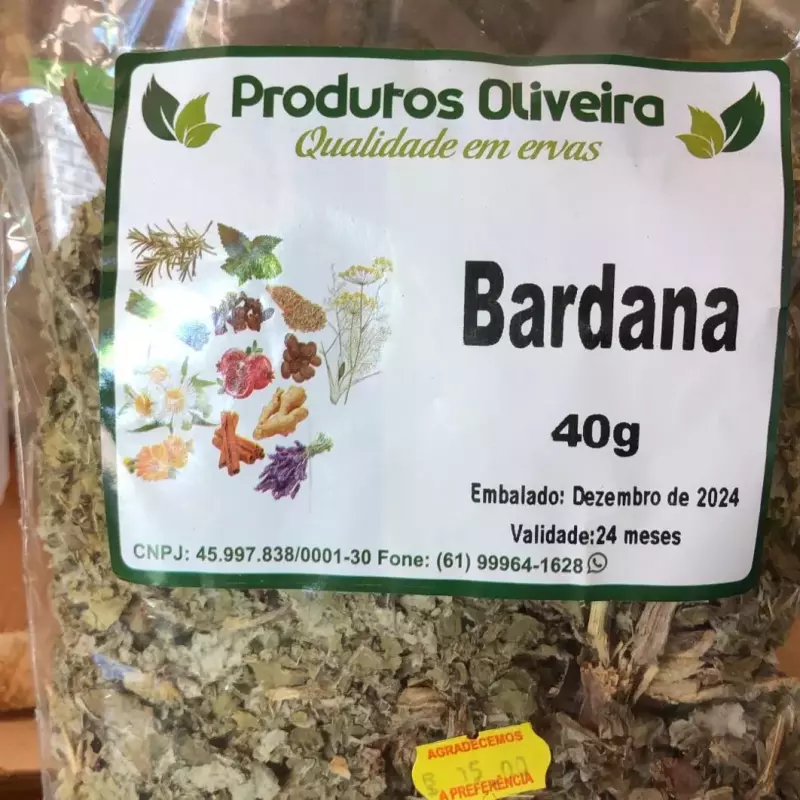 Produtos Oliveira
Qualidade em ervas
Bardana
40g
Embalado: Dezembro de 2024
Validade:24 meses
CNPJ: 45.997.838/0001-30 Fone: (61) 99964-1628
AGRADECEMOS
A PREFERÊNCIA